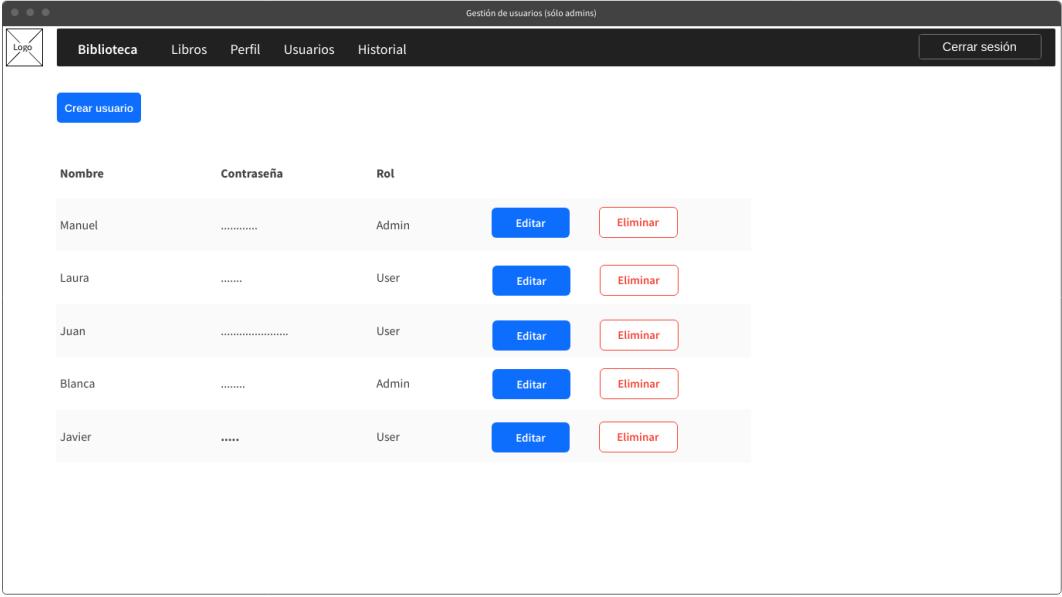 Gestión de usuarios (sólo admins)
Logo Biblioteca Libros Perfil Usuarios Historial Cerrar sesión
Crear usuario
Nombre Contraseña Rol
Manuel ............ Admin Editar Eliminar
Laura ....... User Editar Eliminar
Juan ...................... User Editar Eliminar
Blanca ........ Admin Editar Eliminar
Javier ..... User Editar Eliminar